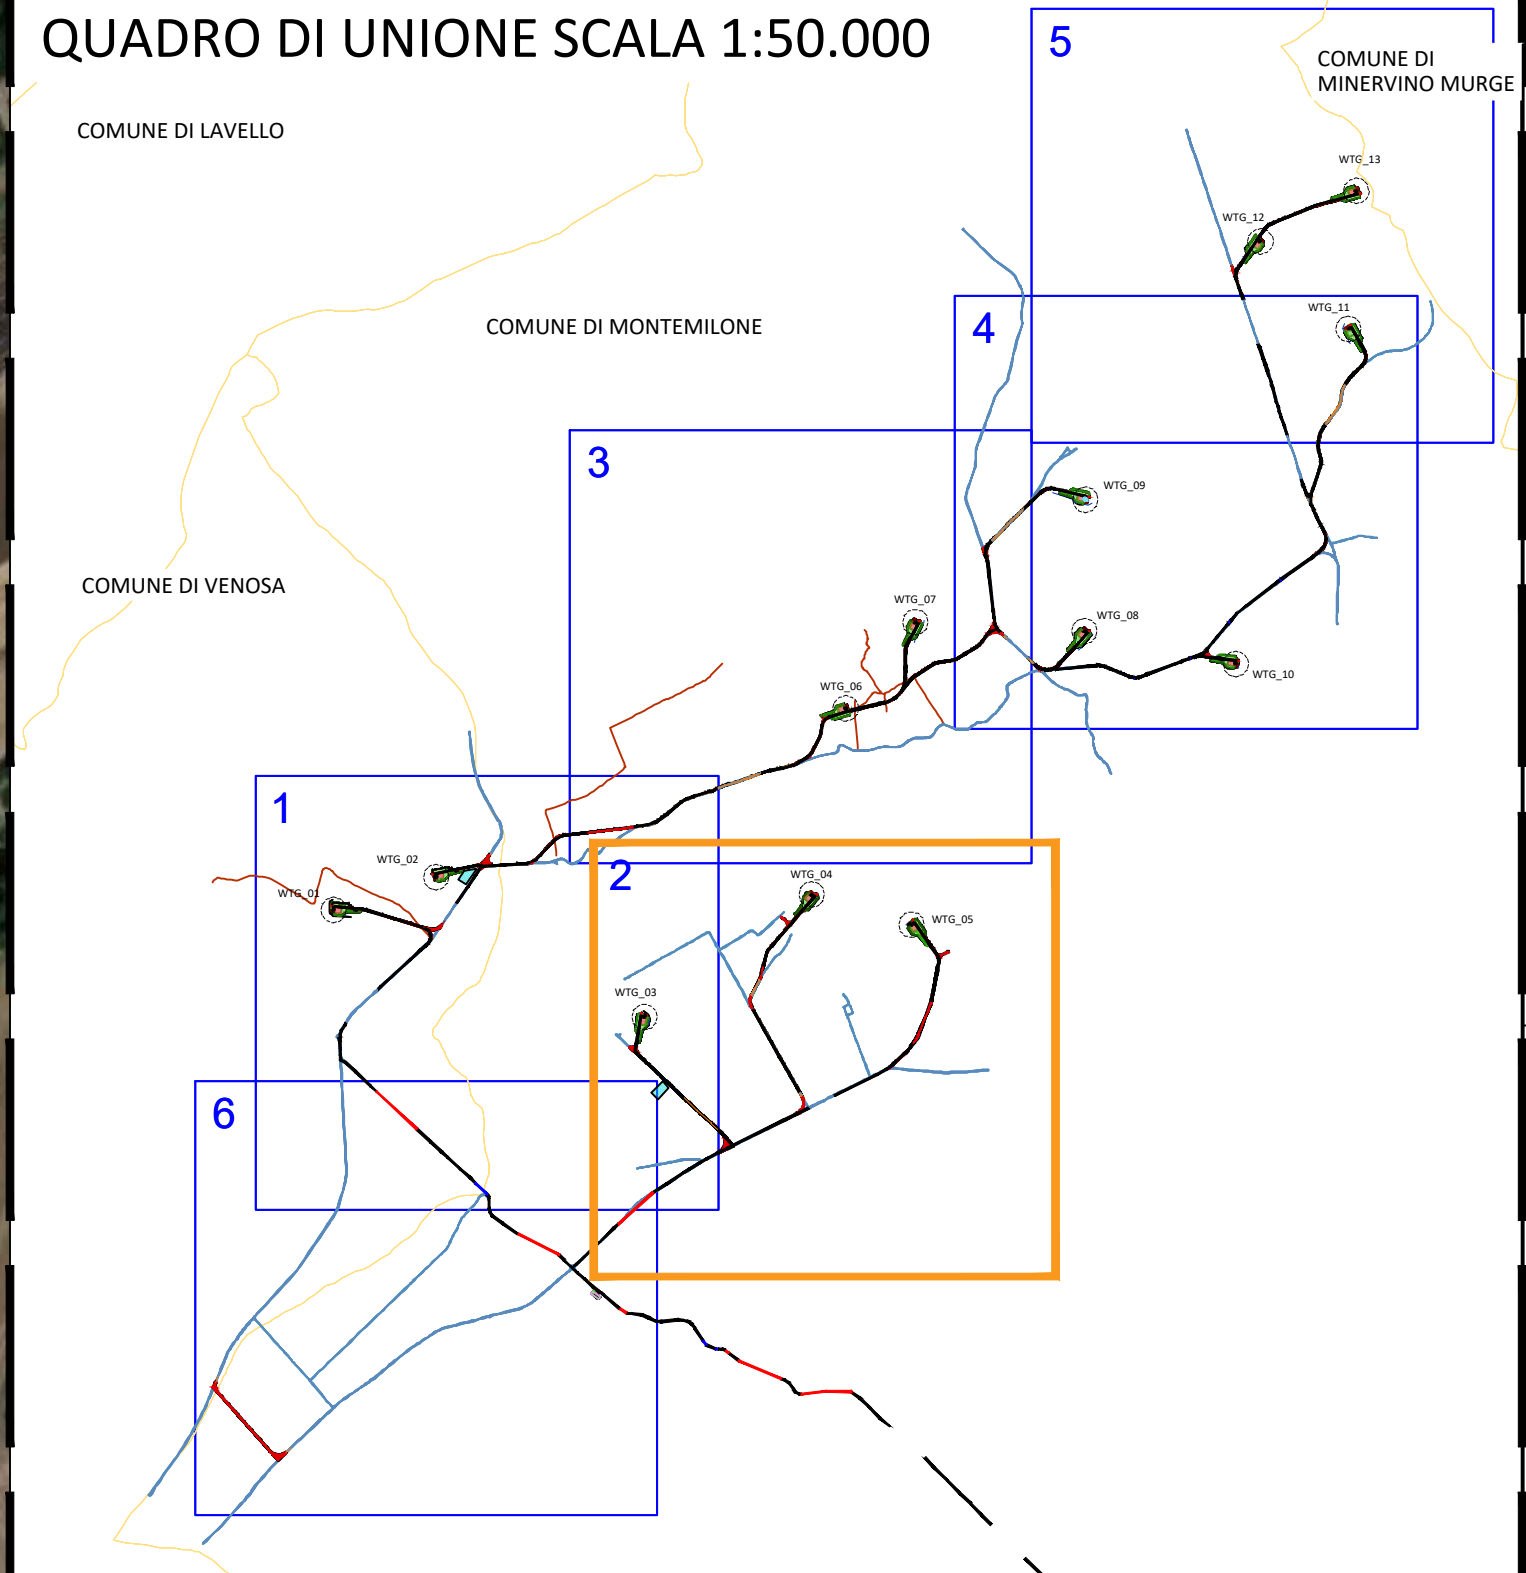 QUADRO DI UNIONE SCALA 1:50.000
5
COMUNE DI
MINERVINO MURGE
COMUNE DI LAVELLO
WTG_13
WTG_12
WTG_11
COMUNE DI MONTEMILONE
4
3
WTG_09
COMUNE DI VENOSA
WTG_07
WTG_08
WTG_10
WTG_06
1
WTG_02
2
WTG_04
WTG_01
WTG_05
WTG_03
6